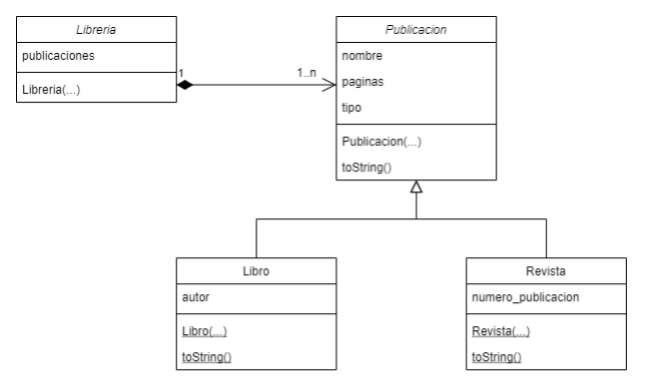 Libreria
publicaciones
Libreria(...)
1
1..n
Publicacion
nombre
paginas
tipo
Publicacion(...)
toString()
Libro
autor
Libro(...)
toString()
Revista
numero_publicacion
Revista(...)
toString()